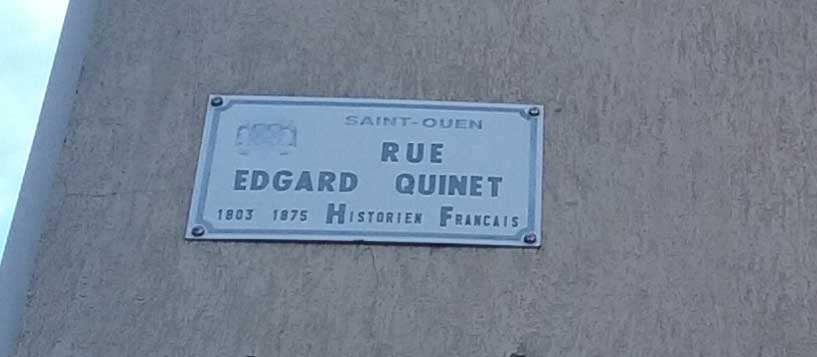 SAINT-OUEN
RUE
EDGARD QUINET
1803 1875 HISTORIEN FRANCAIS